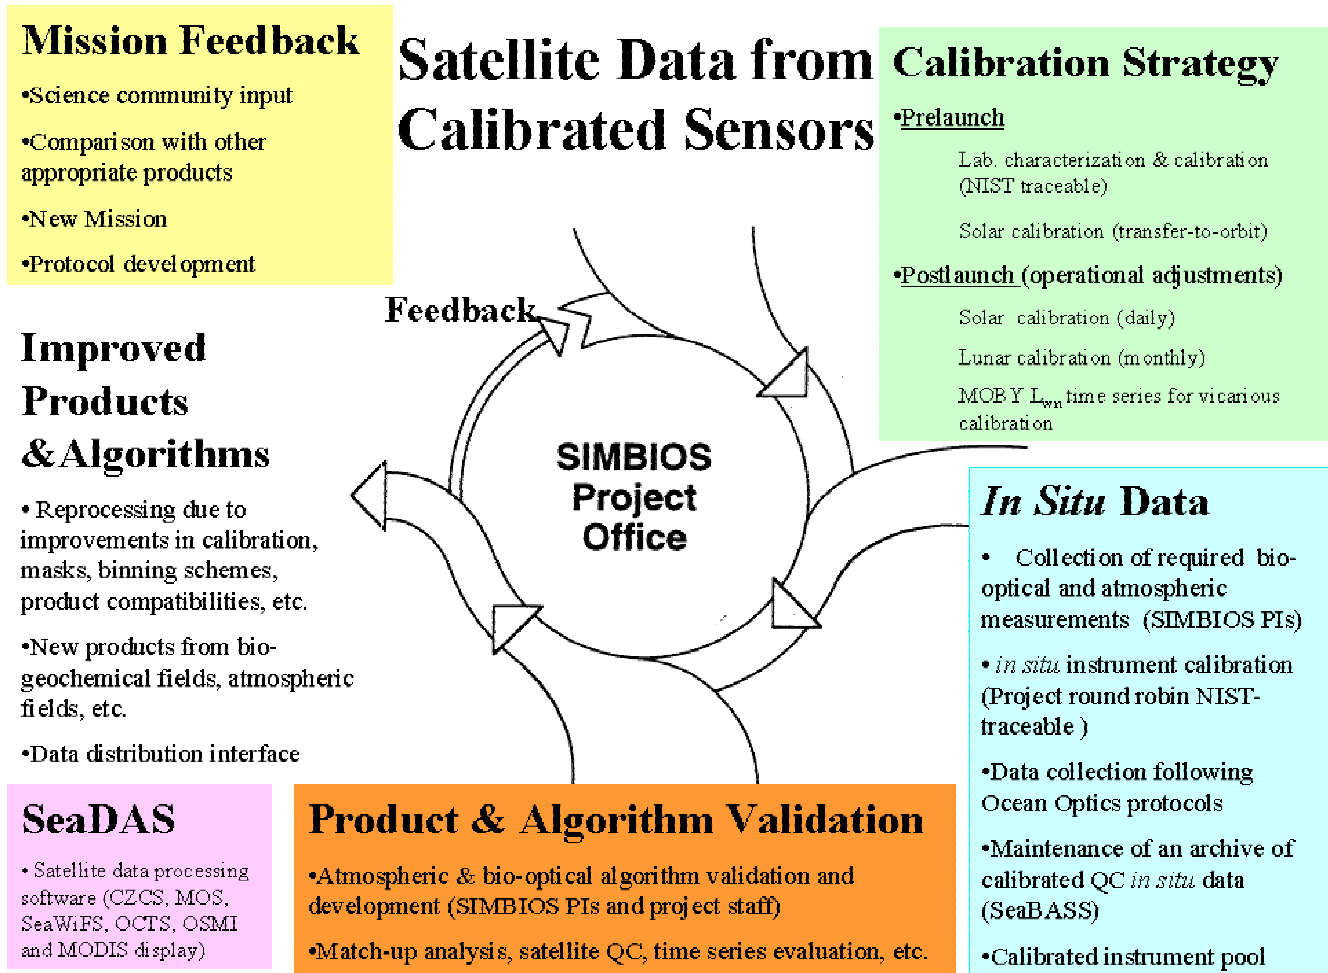 Mission Feedback
•Science community input
•Comparison with other
appropriate products
•New Mission
•Protocol development
Satellite Data from
Calibrated Sensors
Calibration Strategy
•Prelaunch
Lab. characterization & calibration
(NIST traceable)
Solar calibration (transfer-to-orbit)
•Postlaunch (operational adjustments)
Solar calibration (daily)
Lunar calibration (monthly)
MOBY Lwn time series for vicarious
calibration
Feedback
Improved
Products
&Algorithms
• Reprocessing due to
improvements in calibration,
masks, binning schemes,
product compatibilities, etc.
•New products from bio-
geochemical fields, atmospheric
fields, etc.
•Data distribution interface
SIMBIOS
Project
Office
In Situ Data
• Collection of required bio-
optical and atmospheric
measurements (SIMBIOS PIs)
• in situ instrument calibration
(Project round robin NIST-
traceable )
•Data collection following
Ocean Optics protocols
•Maintenance of an archive of
calibrated QC in situ data
(SeaBASS)
•Calibrated instrument pool
SeaDAS
• Satellite data processing
software (CZCS, MOS,
SeaWiFS, OCTS, OSMI
and MODIS display)
Product & Algorithm Validation
•Atmospheric & bio-optical algorithm validation and
development (SIMBIOS PIs and project staff)
•Match-up analysis, satellite QC, time series evaluation, etc.